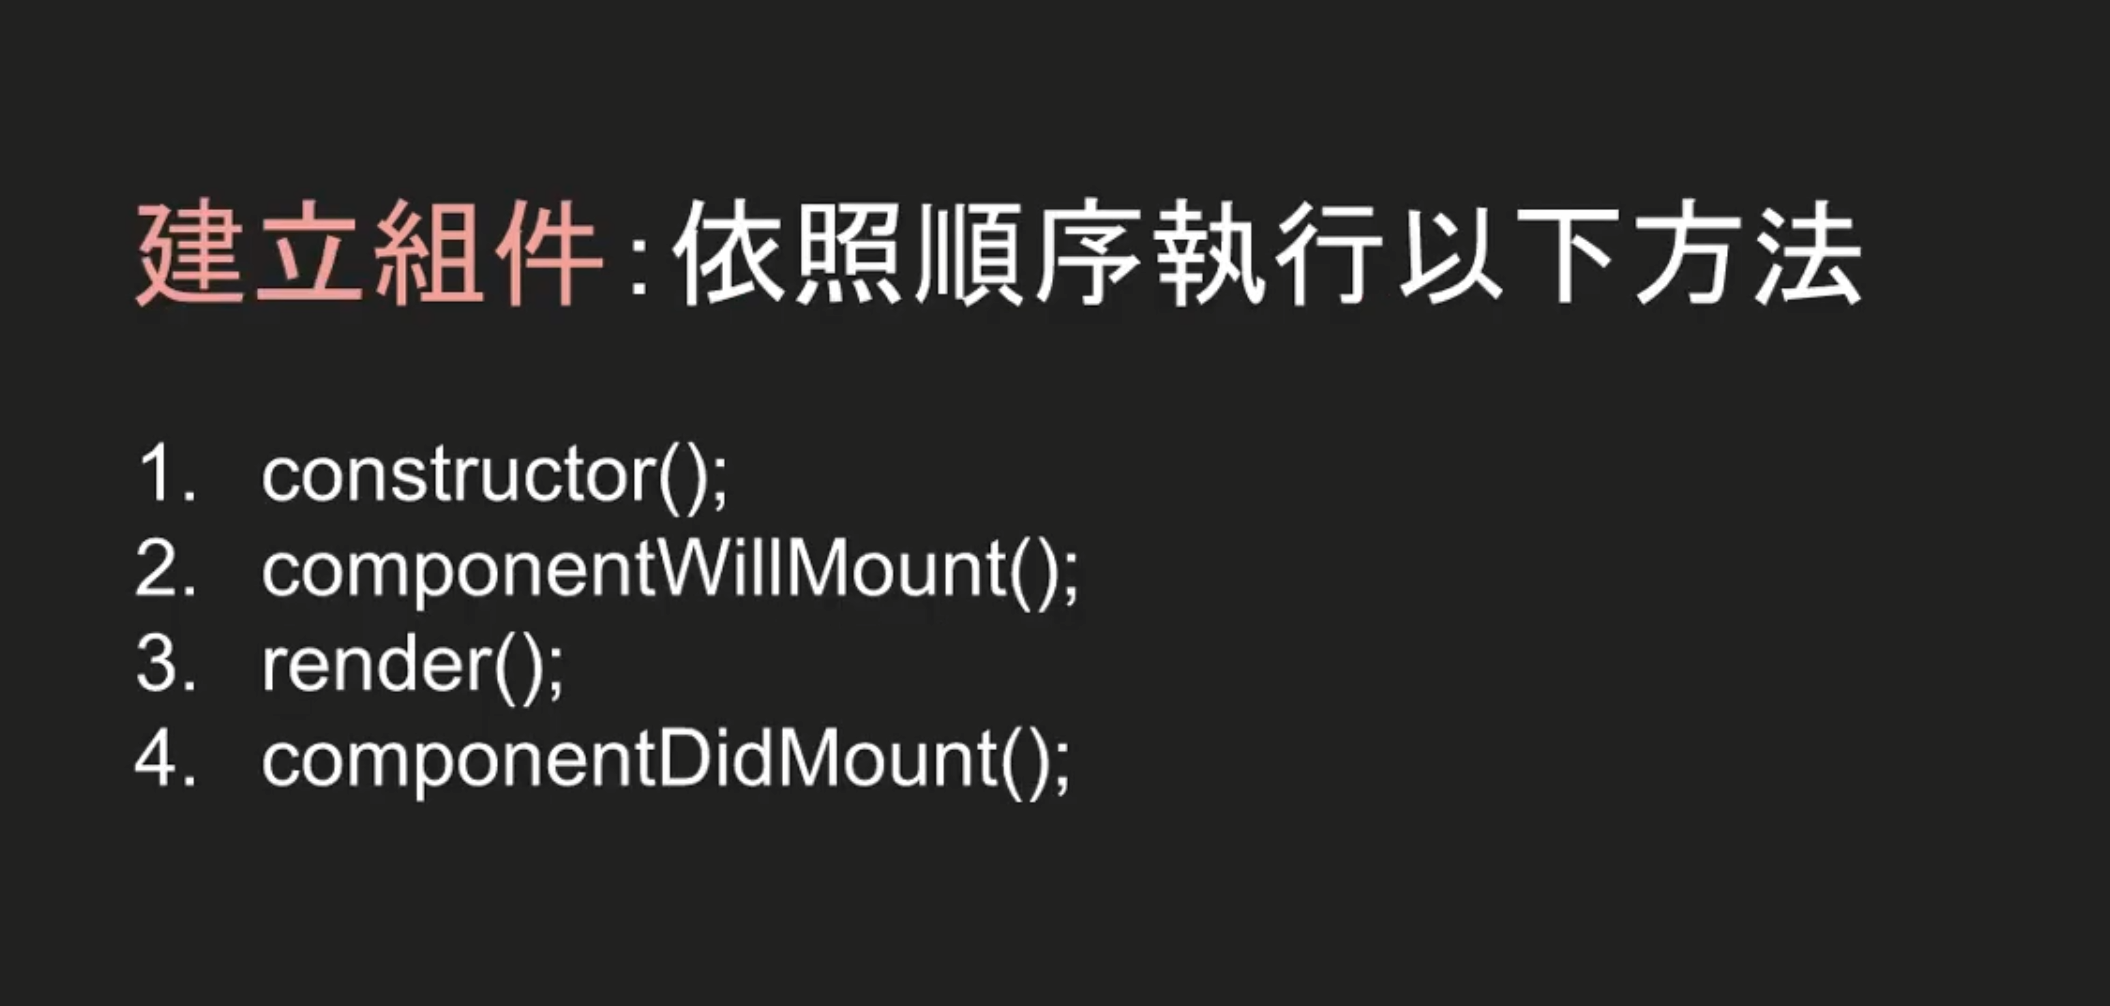 建立組件：依照順序執行以下方法
1. constructor();
2. componentWillMount();
3. render();
4. componentDidMount();